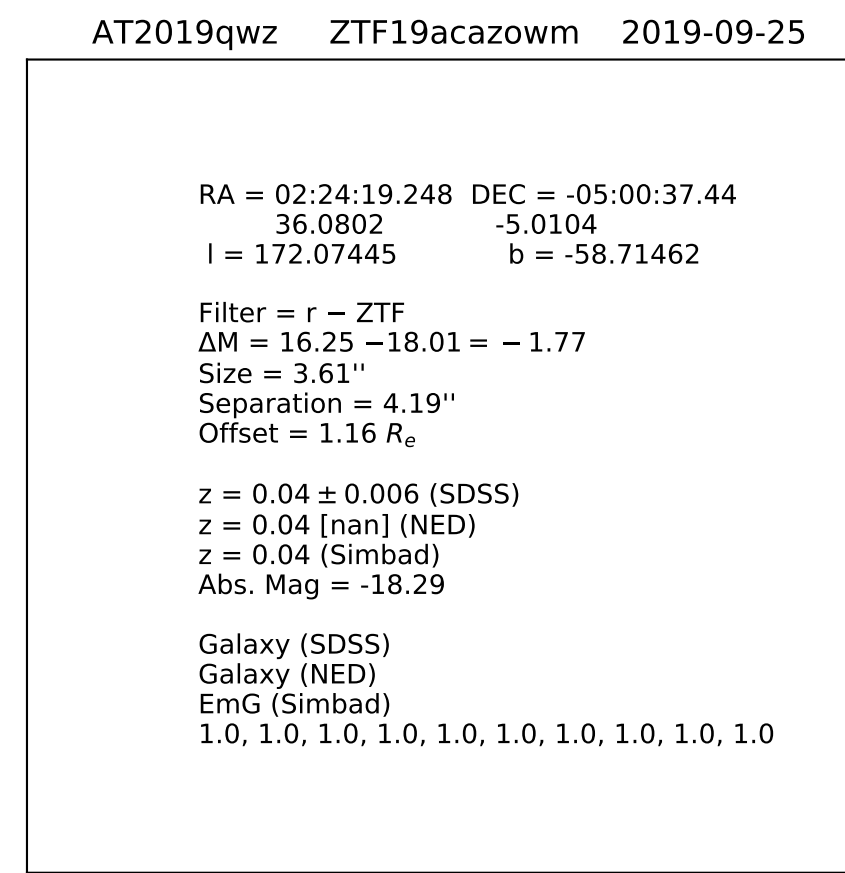 AT2019qwz ZTF19acazowm 2019-09-25
RA = 02:24:19.248 DEC = -05:00:37.44
36.0802 -5.0104
l = 172.07445 b = -58.71462
Filter = r − ZTF
ΔM = 16.25 −18.01 = − 1.77
Size = 3.61''
Separation = 4.19''
Offset = 1.16 Rₑ
z = 0.04 ± 0.006 (SDSS)
z = 0.04 [nan] (NED)
z = 0.04 (Simbad)
Abs. Mag = -18.29
Galaxy (SDSS)
Galaxy (NED)
EmG (Simbad)
1.0, 1.0, 1.0, 1.0, 1.0, 1.0, 1.0, 1.0, 1.0, 1.0